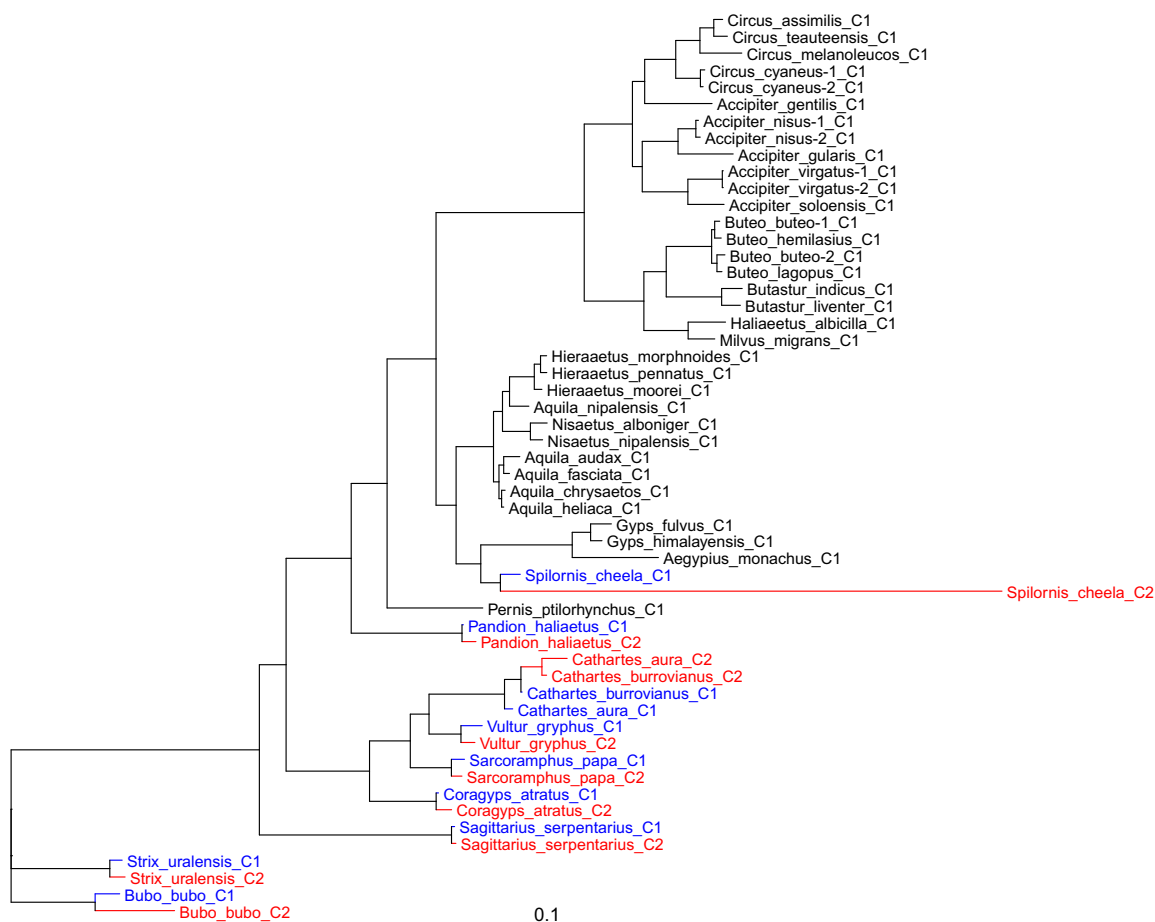 Circus_assimilis_C1
Circus_teauteensis_C1
Circus_melanoleucos_C1
Circus_cyaneus-1_C1
Circus_cyaneus-2_C1
Accipiter_gentilis_C1
Accipiter_nisus-1_C1
Accipiter_nisus-2_C1
Accipiter_gularis_C1
Accipiter_virgatus-1_C1
Accipiter_virgatus-2_C1
Accipiter_soloensis_C1
Buteo_buteo-1_C1
Buteo_hemilasius_C1
Buteo_buteo-2_C1
Buteo_lagopus_C1
Butastur_indicus_C1
Butastur_liventer_C1
Haliaeetus_albicilla_C1
Milvus_migrans_C1
Hieraaetus_morphnoides_C1
Hieraaetus_pennatus_C1
Hieraaetus_moorei_C1
Aquila_nipalensis_C1
Nisaetus_alboniger_C1
Nisaetus_nipalensis_C1
Aquila_audax_C1
Aquila_fasciata_C1
Aquila_chrysaetos_C1
Aquila_heliaca_C1
Gyps_fulvus_C1
Gyps_himalayensis_C1
Aegypius_monachus_C1
Spilornis_cheela_C1
Spilornis_cheela_C2
Pernis_ptilorhynchus_C1
Pandion_haliaetus_C1
Pandion_haliaetus_C2
Cathartes_aura_C2
Cathartes_burrovianus_C2
Cathartes_burrovianus_C1
Cathartes_aura_C1
Vultur_gryphus_C1
Vultur_gryphus_C2
Sarcoramphus_papa_C1
Sarcoramphus_papa_C2
Coragyps_atratus_C1
Coragyps_atratus_C2
Sagittarius_serpentarius_C1
Sagittarius_serpentarius_C2
Strix_uralensis_C1
Strix_uralensis_C2
Bubo_bubo_C1
Bubo_bubo_C2
0.1